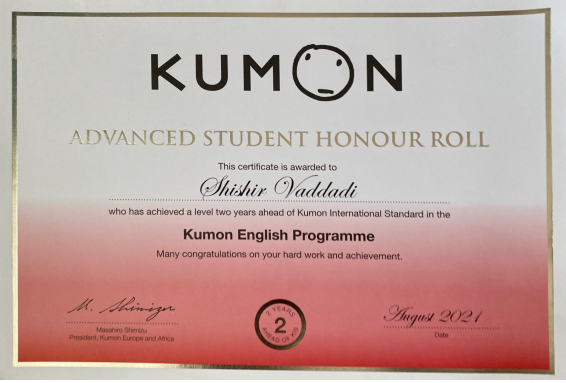 KUMON
ADVANCED STUDENT HONOUR ROLL
This certificate is awarded to
Shishir Vaddadi
who has achieved a level two years ahead of Kumon International Standard in the
Kumon English Programme
Many congratulations on your hard work and achievement.
M. Shimizu
Masahiro Shimizu
President, Kumon Europe and Africa
2 YEARS
2
AHEAD OF KIS
August 2021
Date